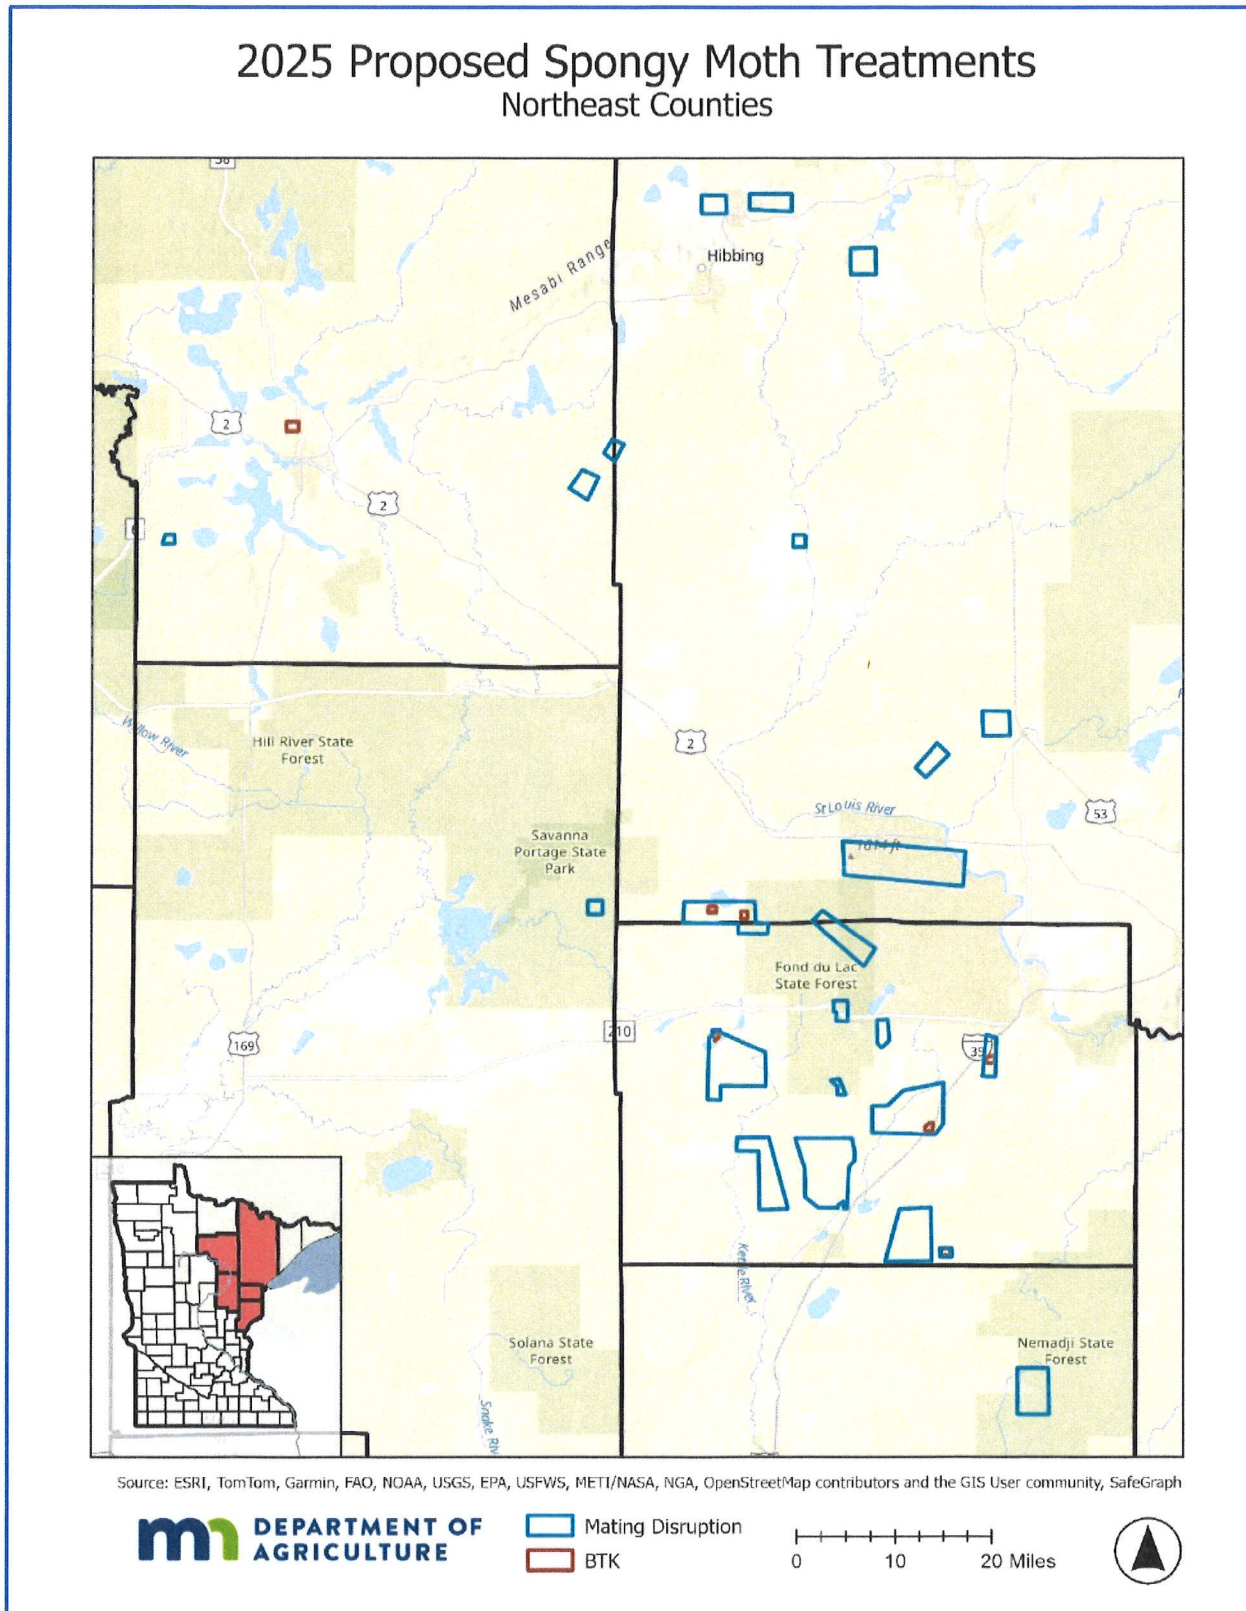 2025 Proposed Spongy Moth Treatments
Northeast Counties
Hibbing
Mesabi Range
2
2
6
Willow River
Hill River State
Forest
2
St Louis River
53
Savanna
Portage State
Park
Fond du Lac
State Forest
210
169
Kettle River
Solana State
Forest
Nemadji State
Forest
Source: ESRI, TomTom, Garmin, FAO, NOAA, USGS, EPA, USFWS, METI/NASA, NGA, OpenStreetMap contributors and the GIS User community, SafeGraph
mn DEPARTMENT OF
AGRICULTURE
Mating Disruption
BTK
0 10 20 Miles